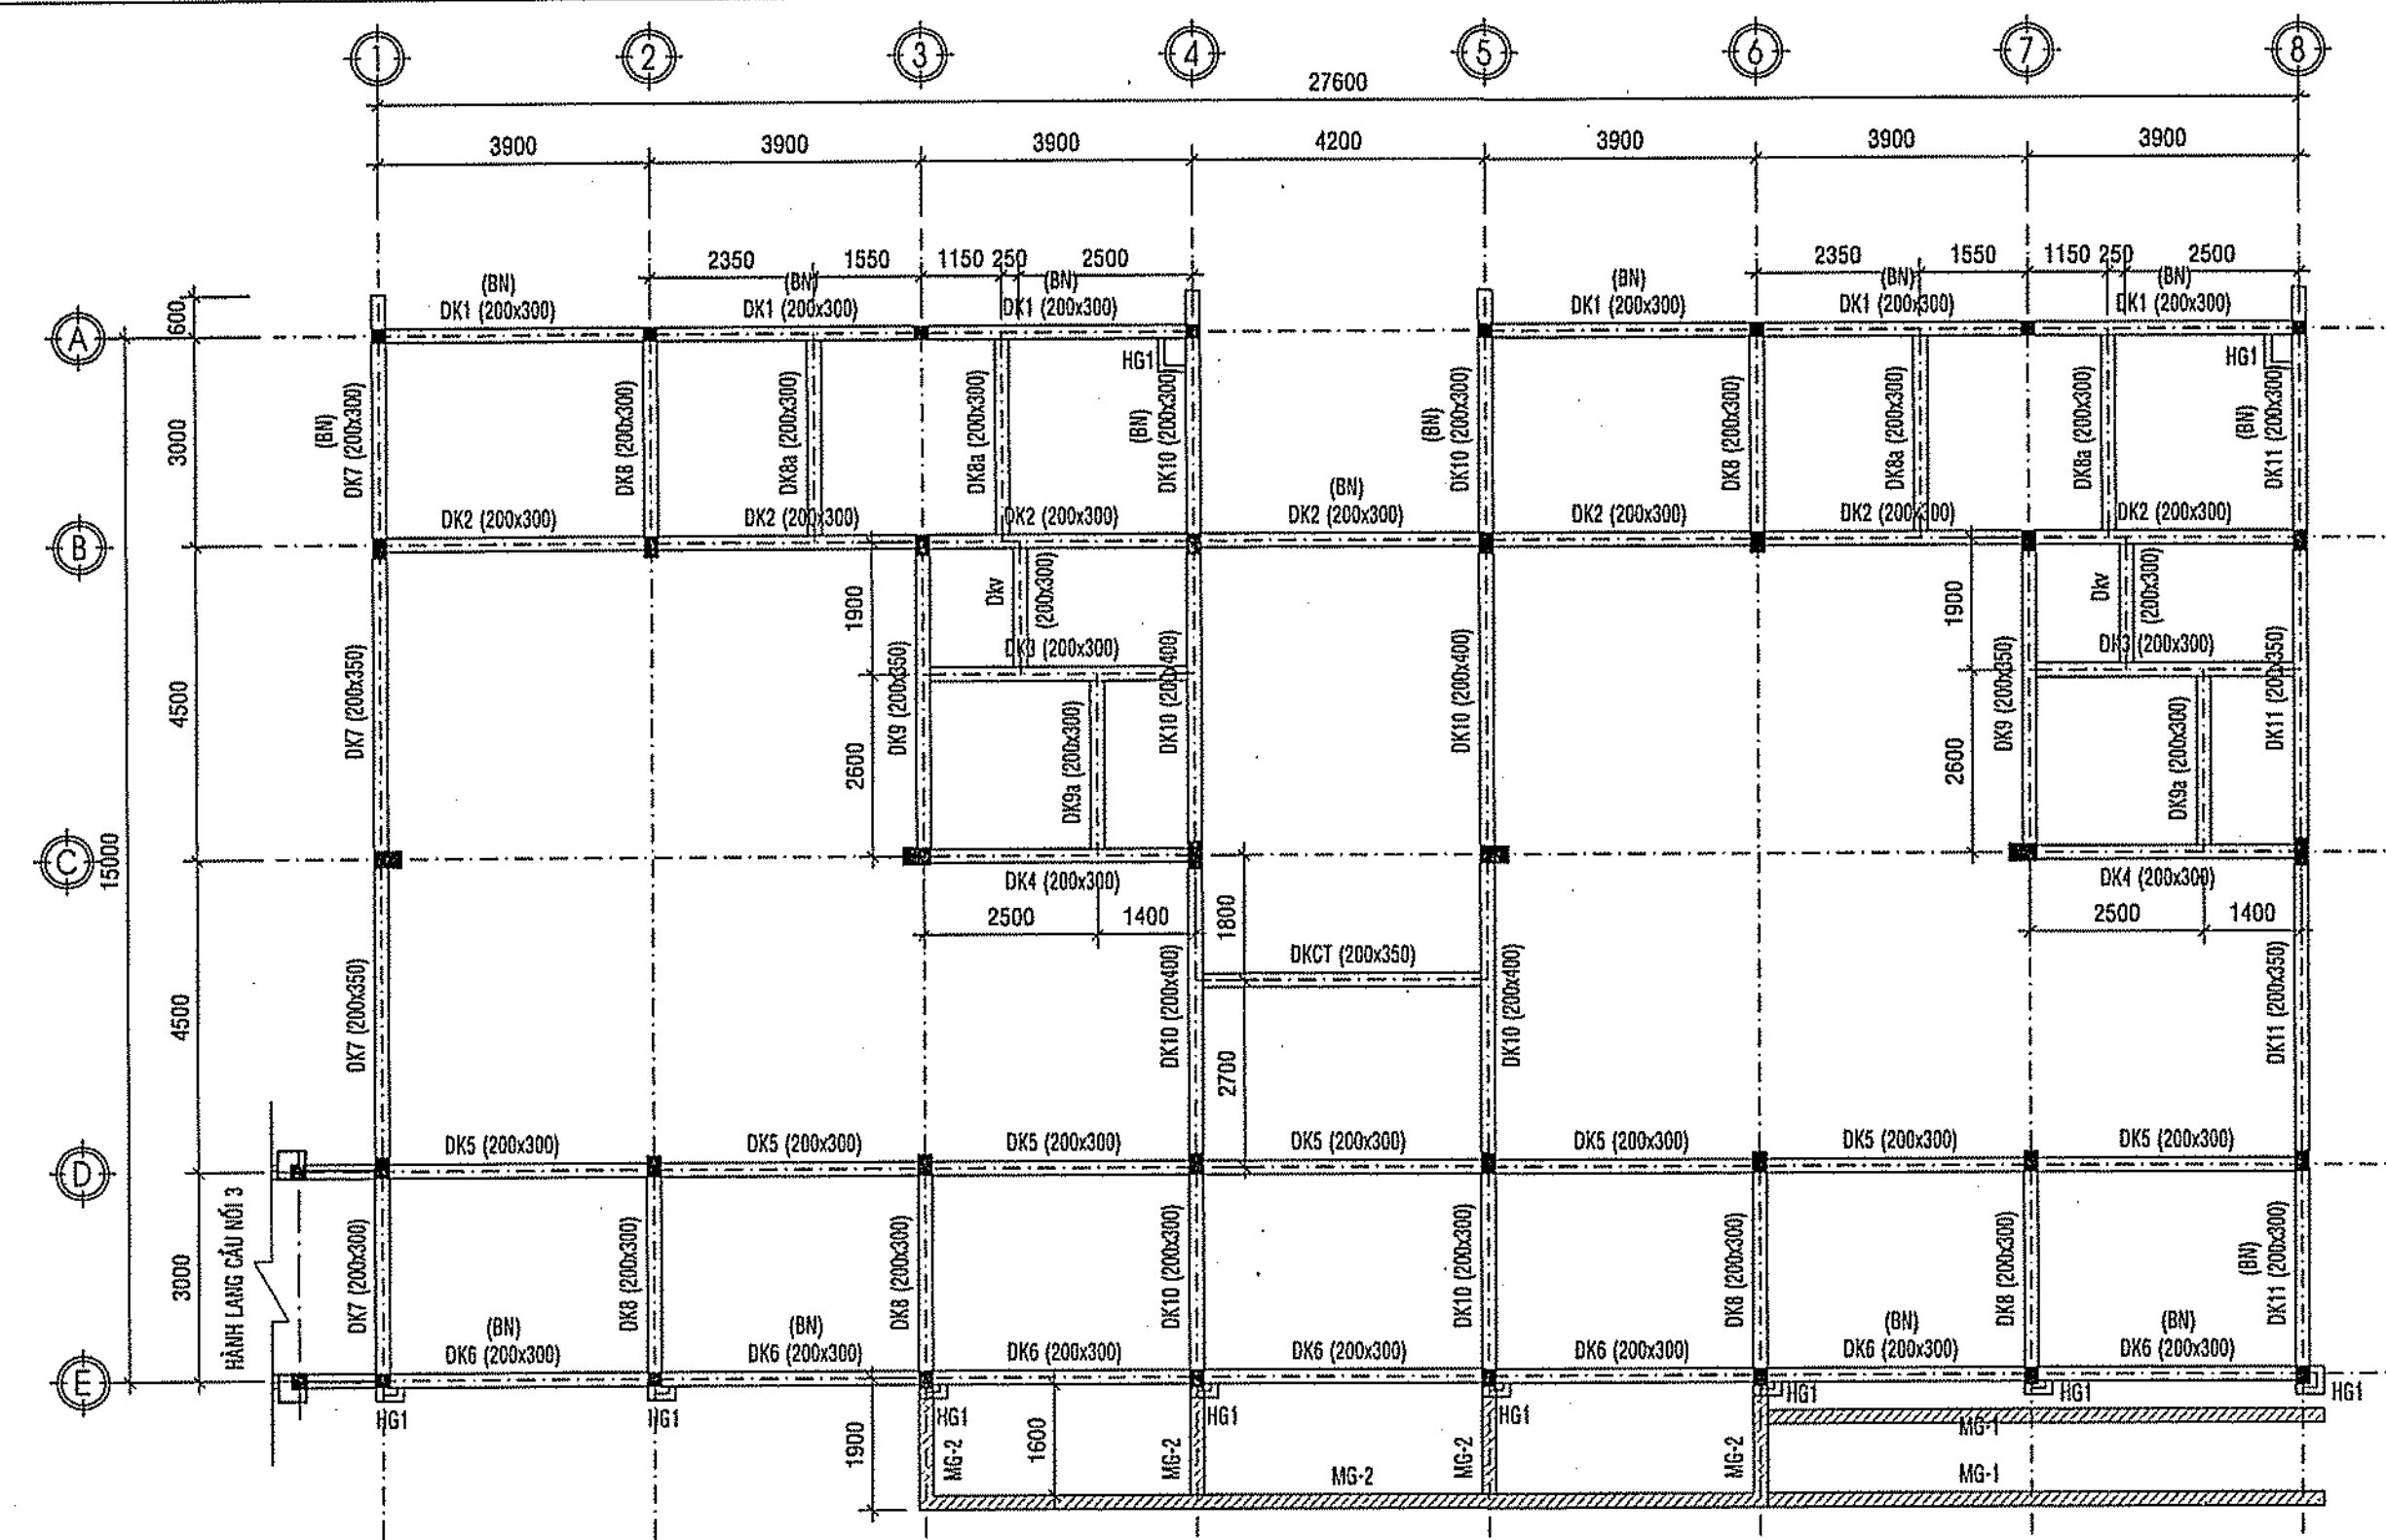 1 2 3 4 5 6 7 8
27600
3900 3900 3900 4200 3900 3900 3900
2350 1550 1150 250 2500 2350 1550 1150 250 2500
(BN) (BN) (BN) (BN) (BN) (BN)
DK1 (200x300) DK1 (200x300) DK1 (200x300) DK1 (200x300) DK1 (200x300) DK1 (200x300)
600
A
HG1 HG1
3000
(BN)
DK7 (200x300)
DK8 (200x300)
DK8a (200x300)
DK8a (200x300)
(BN)
DK10 (200x300)
(BN)
DK10 (200x300)
DK8 (200x300)
DK8a (200x300)
DK8a (200x300)
(BN)
DK11 (200x300)
(BN)
DK2 (200x300) DK2 (200x300) DK2 (200x300) DK2 (200x300) DK2 (200x300) DK2 (200x300) DK2 (200x300)
B
1900
Dkv
(200x300)
1900
Dkv
(200x300)
DK3 (200x300) DK3 (200x300)
4500
DK7 (200x350)
2600
DK9 (200x350)
DK9a (200x300)
DK10 (200x400)
DK10 (200x400)
2600
DK9 (200x350)
DK9a (200x300)
DK11 (200x350)
C
15000
DK4 (200x300) DK4 (200x300)
2500 1400 2500 1400
1800
DKCT (200x350)
4500
DK7 (200x350)
DK10 (200x400)
2700
DK10 (200x400)
DK11 (200x350)
DK5 (200x300) DK5 (200x300) DK5 (200x300) DK5 (200x300) DK5 (200x300) DK5 (200x300) DK5 (200x300)
D
3000
HÀNH LANG CẦU NỐI 3
DK7 (200x300)
DK8 (200x300)
DK8 (200x300)
DK10 (200x300)
DK10 (200x300)
DK8 (200x300)
DK8 (200x300)
(BN)
DK11 (200x300)
(BN) (BN) (BN) (BN)
DK6 (200x300) DK6 (200x300) DK6 (200x300) DK6 (200x300) DK6 (200x300) DK6 (200x300) DK6 (200x300)
E
HG1 HG1 HG1 HG1 HG1 HG1 HG1 HG1
1900
MG-2
1600
MG-2
MG-2
MG-2
MG-2
MG-1
MG-1